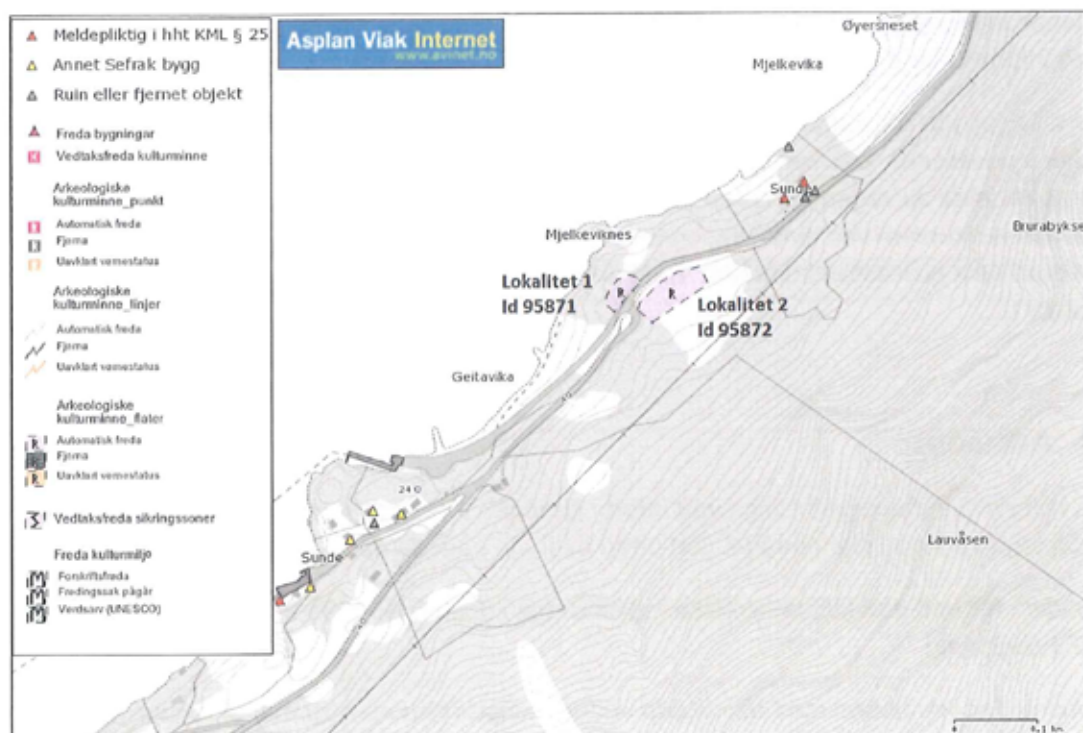 Meldepliktig i hht KML § 25
Annet Sefrak bygg
Ruin eller fjernet objekt
Freda bygningar
Vedtaksfreda kulturminne
Arkeologiske
kulturminne_punkt
Automatisk freda
Fjerna
Uavklart vernestatus
Arkeologiske
kulturminne_linjer
Automatisk freda
Fjerna
Uavklart vernestatus
Arkeologiske
kulturminne_flater
Automatisk freda
Fjerna
Uavklart vernestatus
Vedtaksfreda sikringssoner
Freda kulturmiljø
Forskriftsfreda
Fredingssak pågår
Verdsarv (UNESCO)
Asplan Viak Internet
www.avinet.no
Øyersneset
Mjelkevika
Sunde
Brurabykse
Mjelkeviknes
Lokalitet 1
Id 95871
R
R
Lokalitet 2
Id 95872
Geitavika
40
24 0
Sunde
40
Lauvåsen